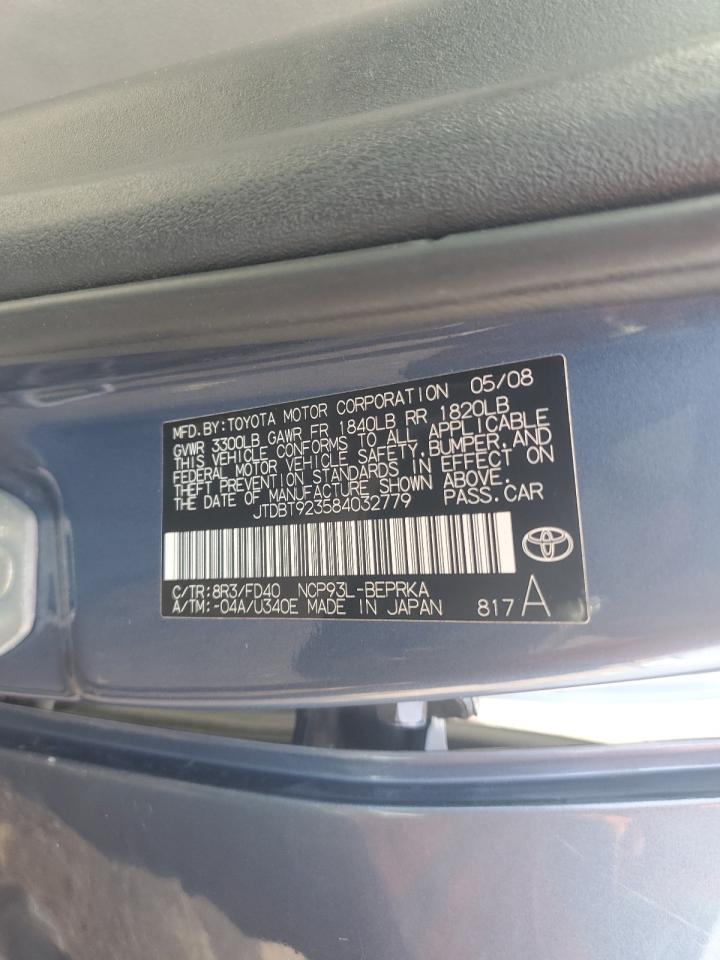 MFD.BY:TOYOTA MOTOR CORPORATION 05/08
GVWR 3300LB GAWR FR 1840LB RR 1820LB
THIS VEHICLE CONFORMS TO ALL APPLICABLE
FEDERAL MOTOR VEHICLE SAFETY,BUMPER,AND
THEFT PREVENTION STANDARDS IN EFFECT ON
THE DATE OF MANUFACTURE SHOWN ABOVE.
JTDBT923584032779 PASS.CAR
C/TR:8R3/FD40 NCP93L-BEPRKA
A/TM:-04A/U340E MADE IN JAPAN 817 A